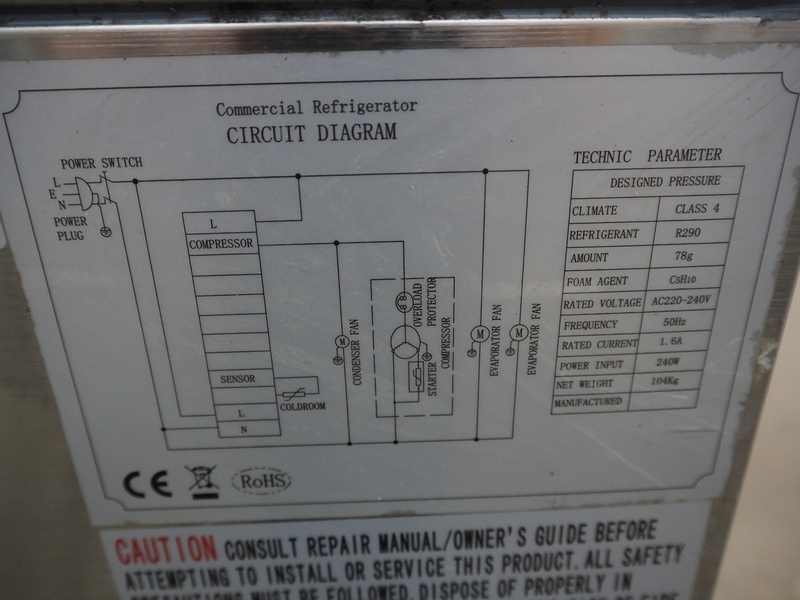 Commercial Refrigerator
CIRCUIT DIAGRAM
POWER SWITCH
L
E
N
POWER
PLUG
L
COMPRESSOR
SENSOR
L
N
COLDROOM
M
CONDENSER FAN
OVERLOAD
PROTECTOR
STARTER
COMPRESSOR
M
EVAPORATOR FAN
M
EVAPORATOR FAN
TECHNIC PARAMETER
DESIGNED PRESSURE
CLIMATE CLASS 4
REFRIGERANT R290
AMOUNT 78g
FOAM AGENT C5H10
RATED VOLTAGE AC220-240V
FREQUENCY 50Hz
RATED CURRENT 1.6A
POWER INPUT 240W
NET WEIGHT 104Kg
MANUFACTURED
CE RoHS
CAUTION CONSULT REPAIR MANUAL/OWNER'S GUIDE BEFORE
ATTEMPTING TO INSTALL OR SERVICE THIS PRODUCT. ALL SAFETY
PRECAUTIONS MUST BE FOLLOWED. DISPOSE OF PROPERLY IN